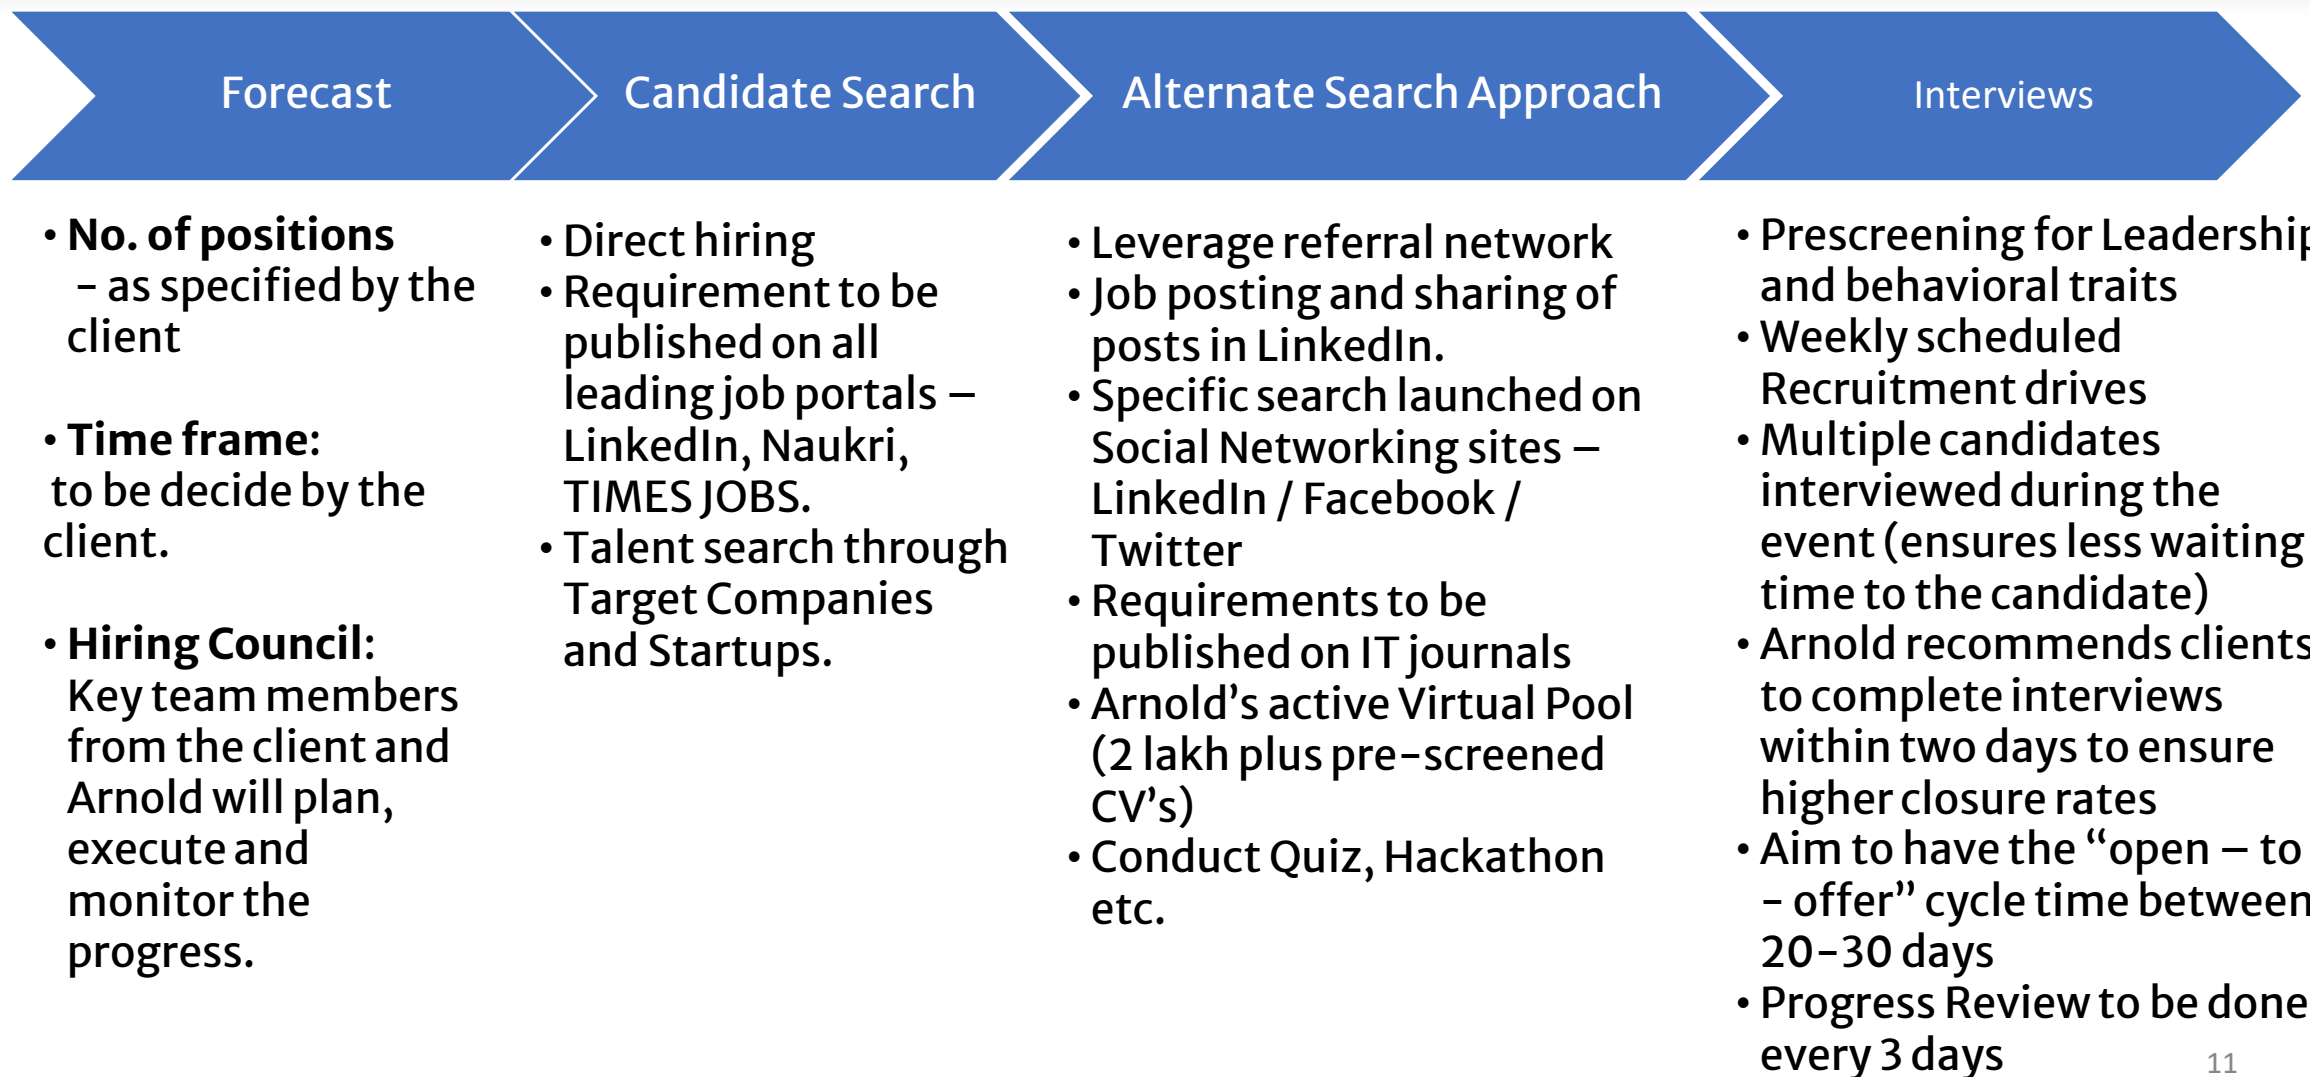 Forecast
Candidate Search
Alternate Search Approach
Interviews
• No. of positions
– as specified by the
client
• Time frame:
to be decide by the
client.
• Hiring Council:
Key team members
from the client and
Arnold will plan,
execute and
monitor the
progress.
• Direct hiring
• Requirement to be
published on all
leading job portals –
LinkedIn, Naukri,
TIMES JOBS.
• Talent search through
Target Companies
and Startups.
• Leverage referral network
• Job posting and sharing of
posts in LinkedIn.
• Specific search launched on
Social Networking sites –
LinkedIn / Facebook /
Twitter
• Requirements to be
published on IT journals
• Arnold’s active Virtual Pool
(2 lakh plus pre-screened
CV’s)
• Conduct Quiz, Hackathon
etc.
• Prescreening for Leadership
and behavioral traits
• Weekly scheduled
Recruitment drives
• Multiple candidates
interviewed during the
event (ensures less waiting
time to the candidate)
• Arnold recommends clients
to complete interviews
within two days to ensure
higher closure rates
• Aim to have the “open – to
– offer” cycle time between
20-30 days
• Progress Review to be done
every 3 days
11